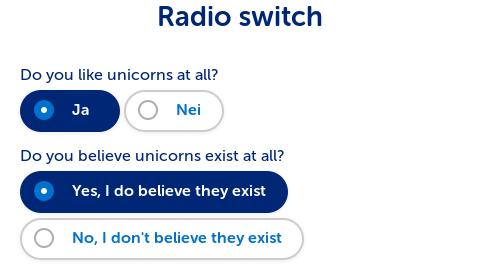 Radio switch
Do you like unicorns at all?
Ja Nei
Do you believe unicorns exist at all?
Yes, I do believe they exist
No, I don't believe they exist